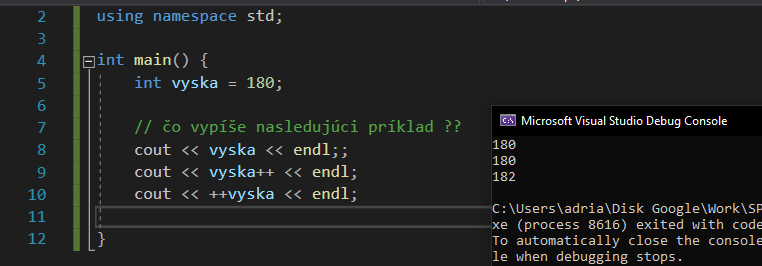 2 using namespace std;
3
4 int main() {
5 int vyska = 180;
6
7 // čo vypíše nasledujúci príklad ??
8 cout << vyska << endl;;
9 cout << vyska++ << endl;
10 cout << ++vyska << endl;
11
12 }
Microsoft Visual Studio Debug Console
180
180
182
C:\Users\adria\Disk Google\Work\SP
xe (process 8616) exited with code
To automatically close the console
le when debugging stops.